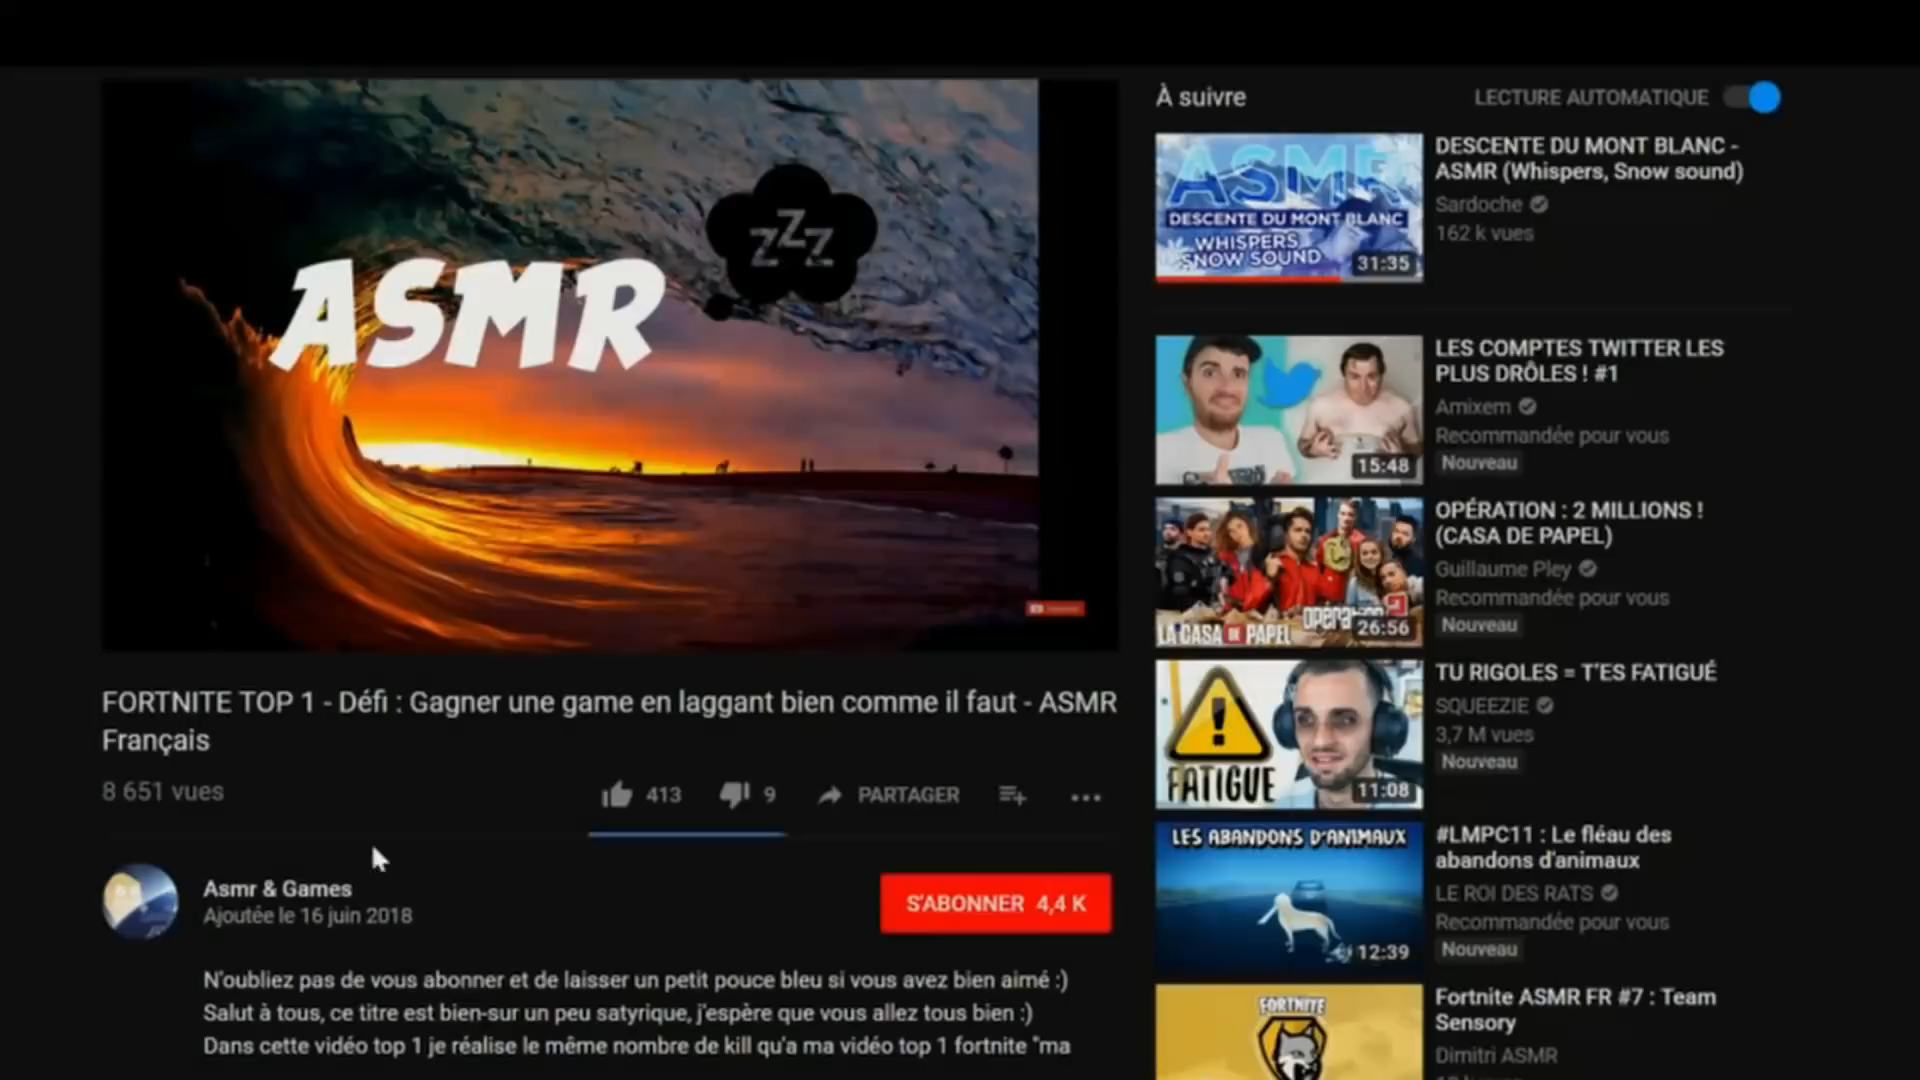 ASMR
zZz
FORTNITE TOP 1 - Défi : Gagner une game en laggant bien comme il faut - ASMR
Français
8 651 vues
413
9
PARTAGER
Asmr & Games
Ajoutée le 16 juin 2018
S'ABONNER 4,4 K
N'oubliez pas de vous abonner et de laisser un petit pouce bleu si vous avez bien aimé :)
Salut à tous, ce titre est bien-sur un peu satyrique, j'espère que vous allez tous bien :)
Dans cette vidéo top 1 je réalise le même nombre de kill qu'a ma vidéo top 1 fortnite "ma
À suivre
LECTURE AUTOMATIQUE
ASMR
DESCENTE DU MONT BLANC
WHISPERS
SNOW SOUND
31:35
DESCENTE DU MONT BLANC -
ASMR (Whispers, Snow sound)
Sardoche
162 k vues
15:48
LES COMPTES TWITTER LES
PLUS DRÔLES ! #1
Amixem
Recommandée pour vous
Nouveau
LA CASA DE PAPEL
26:56
OPÉRATION : 2 MILLIONS !
(CASA DE PAPEL)
Guillaume Pley
Recommandée pour vous
Nouveau
FATIGUE
11:08
TU RIGOLES = T'ES FATIGUÉ
SQUEEZIE
3,7 M vues
Nouveau
LES ABANDONS D'ANIMAUX
12:39
#LMPC11 : Le fléau des
abandons d'animaux
LE ROI DES RATS
Recommandée pour vous
Nouveau
FORTNITE
Fortnite ASMR FR #7 : Team
Sensory
Dimitri ASMR